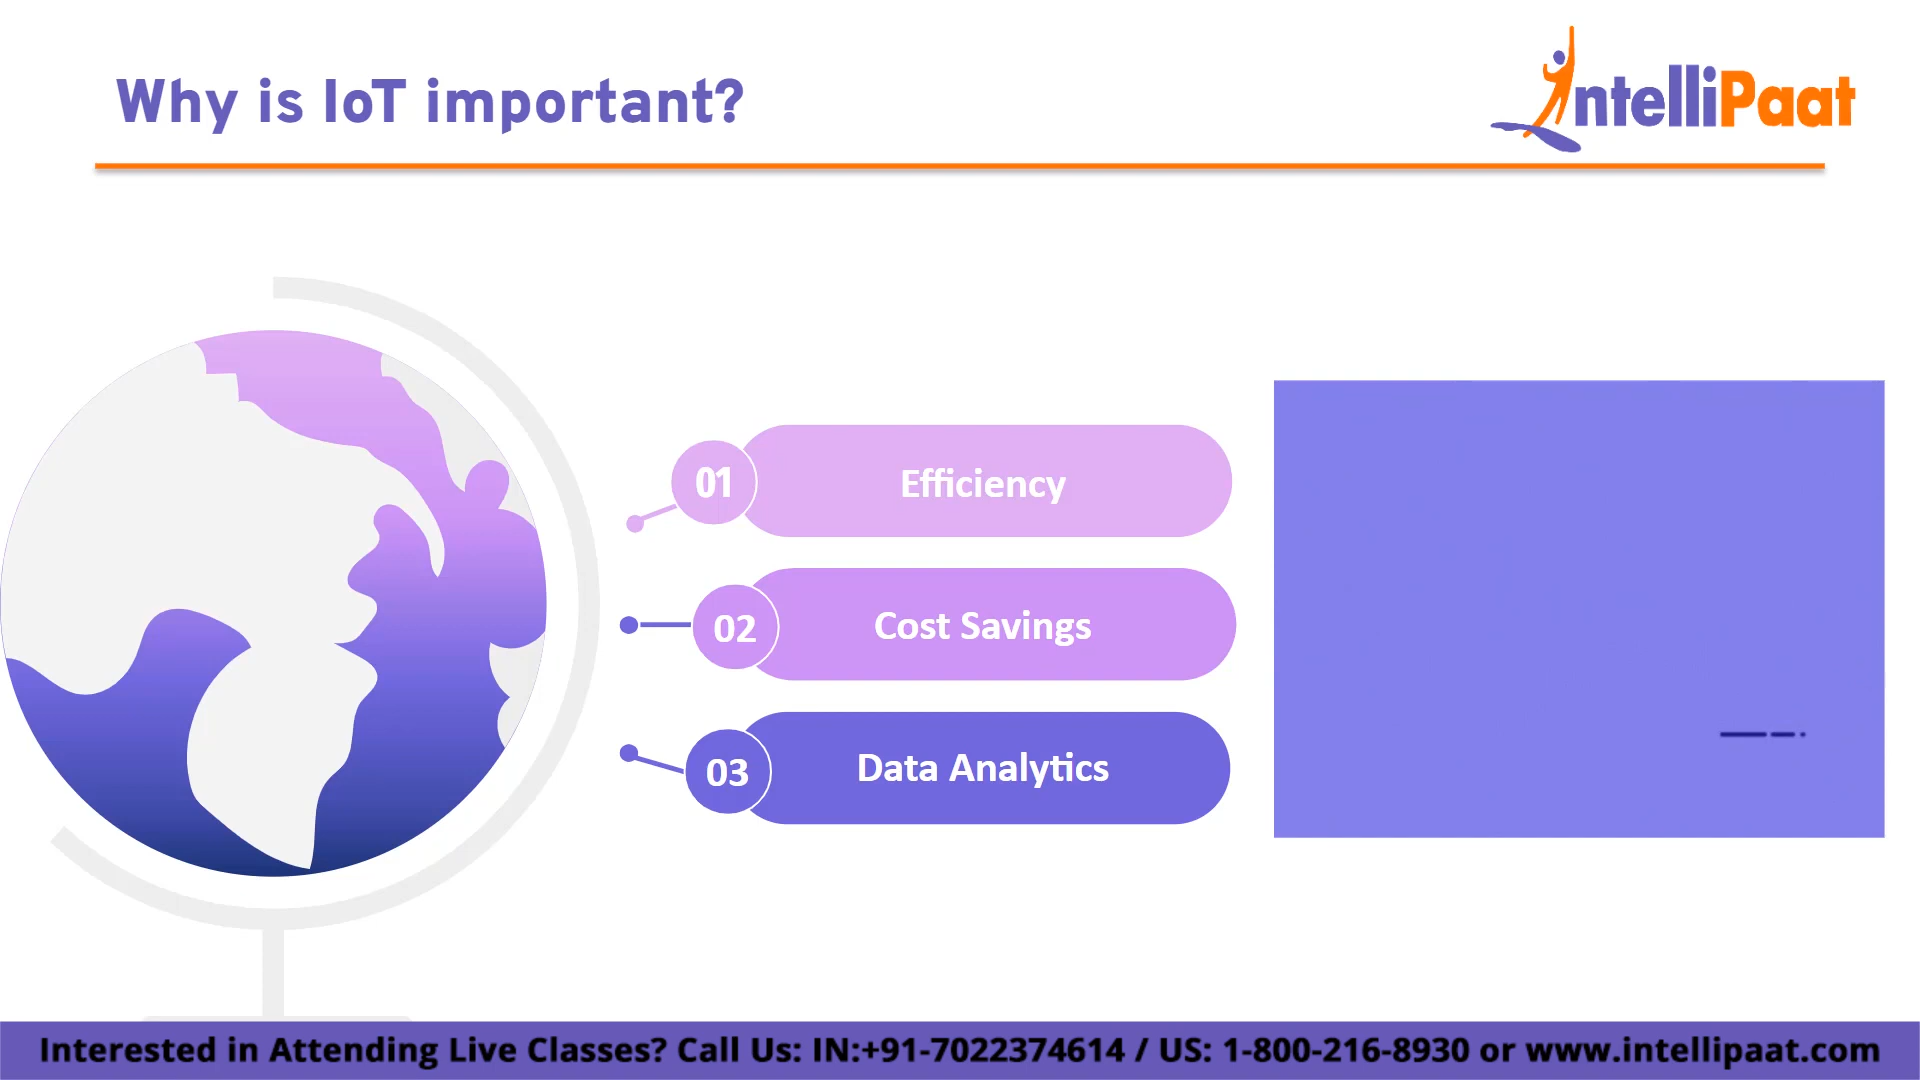 Why is IoT important?
IntelliPaat
01
Efficiency
02
Cost Savings
03
Data Analytics
Interested in Attending Live Classes? Call Us: IN:+91-7022374614 / US: 1-800-216-8930 or www.intellipaat.com